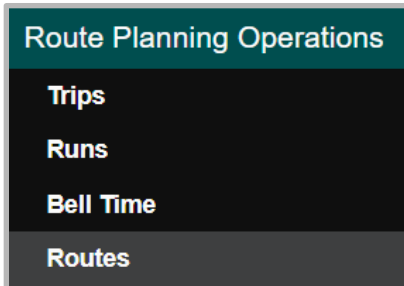 Route Planning Operations
Trips
Runs
Bell Time
Routes